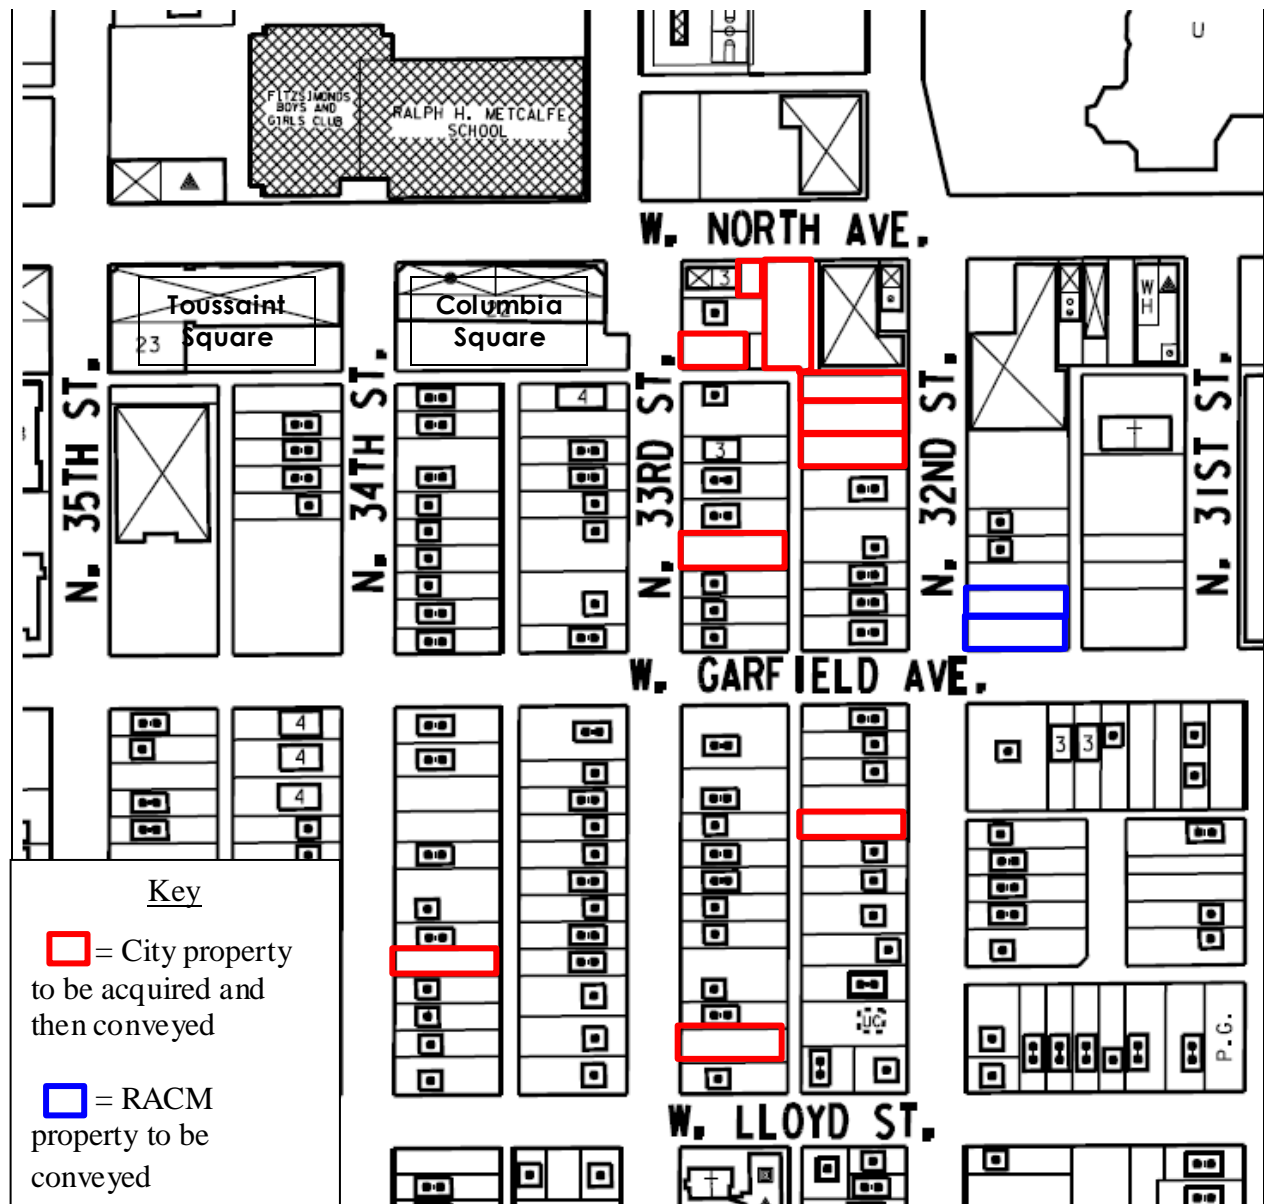 U
FITZSIMONDS
BOYS AND
GIRLS CLUB
RALPH H. METCALFE
SCHOOL
W. NORTH AVE.
Toussaint
Square
23
Columbia
Square
22
3
W
H
N. 35TH ST.
N. 34TH ST.
N. 33RD ST.
N. 32ND ST.
N. 31ST ST.
4
3
W. GARFIELD AVE.
4
4
4
3
3
UC
P.G.
W. LLOYD ST.
Key
= City property
to be acquired and
then conveyed
= RACM
property to be
conveyed